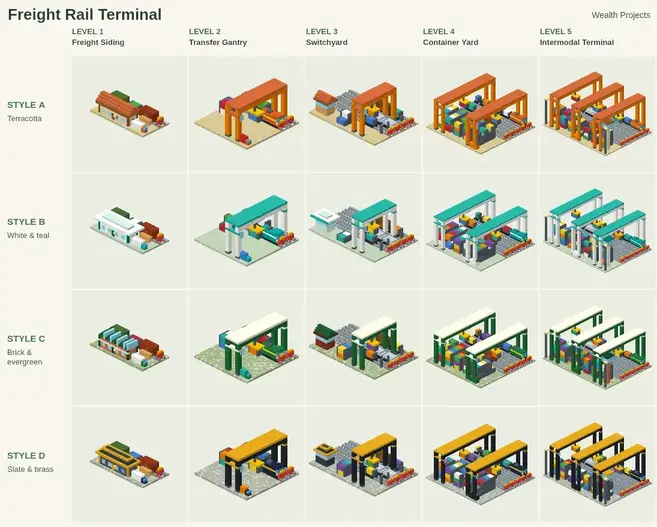 Freight Rail Terminal
Wealth Projects
LEVEL 1
Freight Siding
LEVEL 2
Transfer Gantry
LEVEL 3
Switchyard
LEVEL 4
Container Yard
LEVEL 5
Intermodal Terminal
STYLE A
Terracotta
STYLE B
White & teal
STYLE C
Brick &
evergreen
STYLE D
Slate & brass